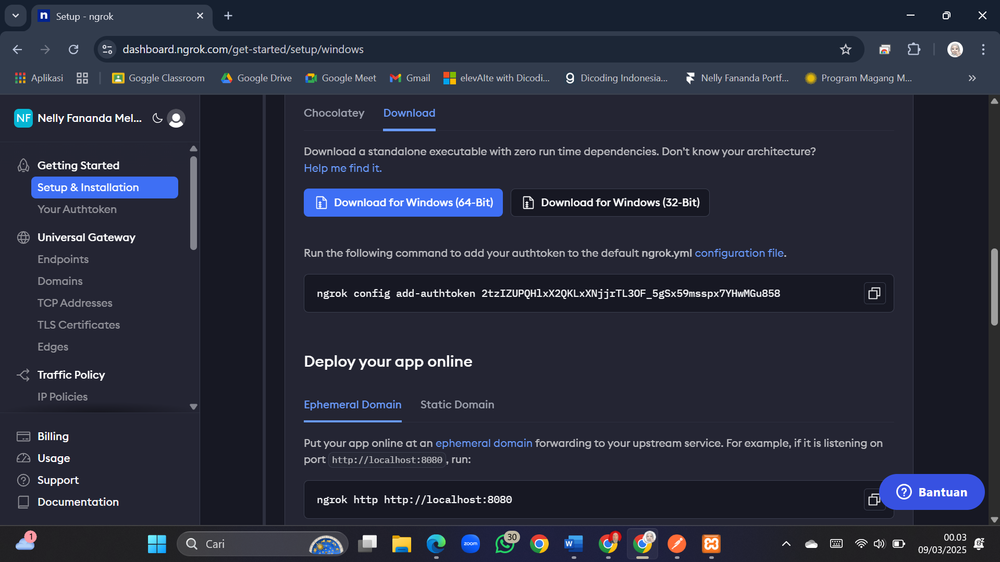 Setup - ngrok
dashboard.ngrok.com/get-started/setup/windows
Aplikasi
Goggle Classroom
Google Drive
Google Meet
Gmail
elevAIte with Dicodi...
Dicoding Indonesia...
Nelly Fananda Portf...
Program Magang M...
NF
Nelly Fananda Mel...
Getting Started
Setup & Installation
Your Authtoken
Universal Gateway
Endpoints
Domains
TCP Addresses
TLS Certificates
Edges
Traffic Policy
IP Policies
Billing
Usage
Support
Documentation
Chocolatey
Download
Download a standalone executable with zero run time dependencies. Don't know your architecture?
Help me find it.
Download for Windows (64-Bit)
Download for Windows (32-Bit)
Run the following command to add your authtoken to the default ngrok.yml configuration file.
ngrok config add-authtoken 2tzIZUPQHlxX2QKLxXNjjrTL3OF_5gSx59msspx7YHwMGu858
Deploy your app online
Ephemeral Domain
Static Domain
Put your app online at an ephemeral domain forwarding to your upstream service. For example, if it is listening on
port http://localhost:8080, run:
ngrok http http://localhost:8080
Bantuan
1
Cari
zoom
30
W
00.03
09/03/2025